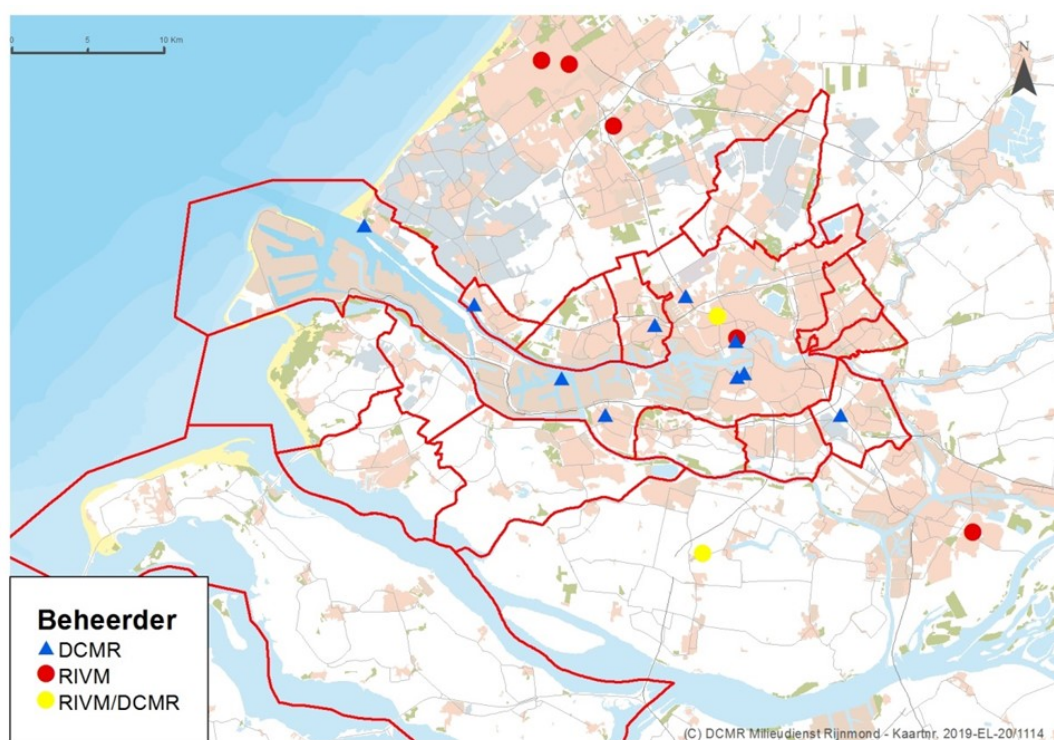 0 5 10 Km
N
Beheerder
DCMR
RIVM
RIVM/DCMR
(C) DCMR Milieudienst Rijnmond - Kaartnr. 2019-EL-20/1114